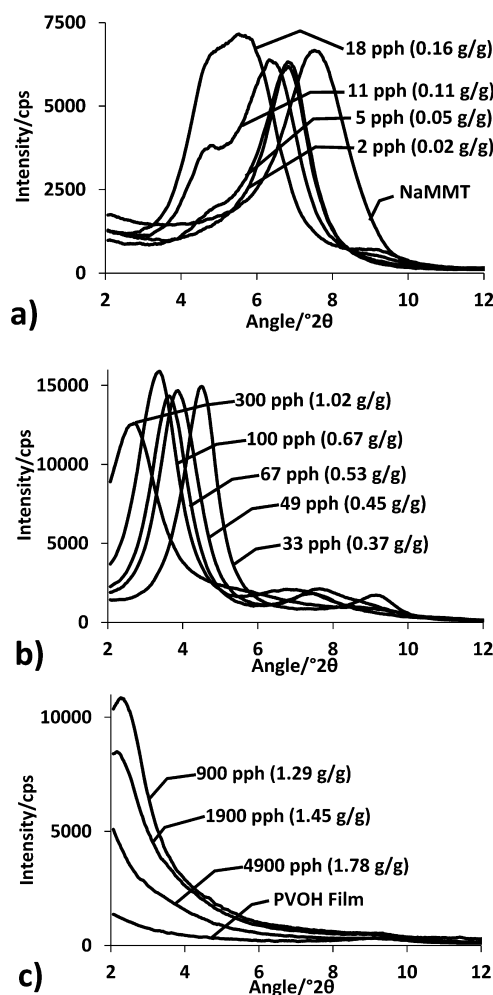 7500
18 pph (0.16 g/g)
11 pph (0.11 g/g)
5000
5 pph (0.05 g/g)
2 pph (0.02 g/g)
Intensity/cps
2500
NaMMT
0
2 4 6 8 10 12
Angle/°2θ
a)
15000
300 pph (1.02 g/g)
100 pph (0.67 g/g)
10000
67 pph (0.53 g/g)
Intensity/cps
49 pph (0.45 g/g)
5000
33 pph (0.37 g/g)
0
2 4 6 8 10 12
Angle/°2θ
b)
10000
900 pph (1.29 g/g)
1900 pph (1.45 g/g)
Intensity/cps
5000
4900 pph (1.78 g/g)
PVOH Film
0
2 4 6 8 10 12
Angle/°2θ
c)